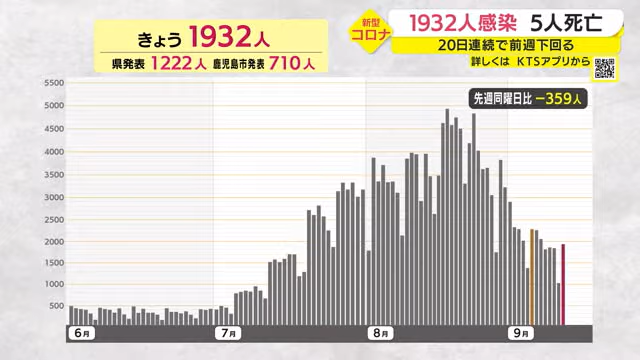 きょう 1932人
県発表 1222人 鹿児島市発表 710人
新型
コロナ
1932人感染 5人死亡
20日連続で前週下回る
詳しくは KTSアプリから
先週同曜日比 −359人
5500
5000
4500
4000
3500
3000
2500
2000
1500
1000
500
6月 7月 8月 9月